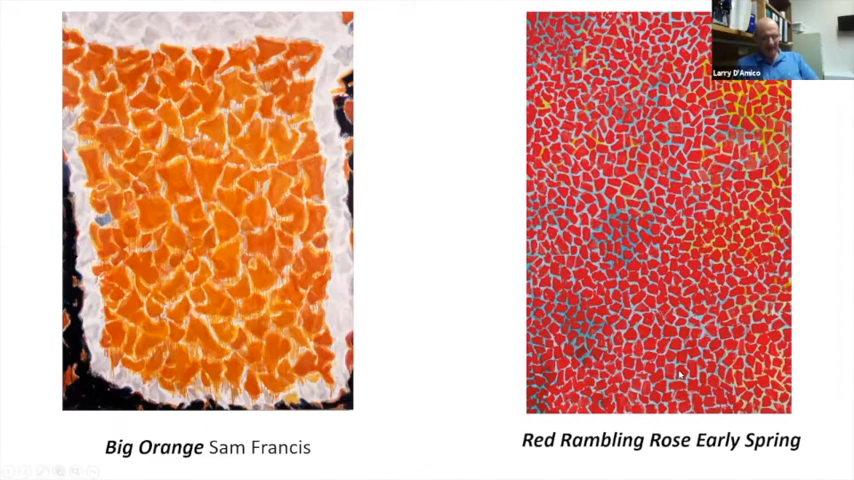 Larry D'Amico
Big Orange Sam Francis
Red Rambling Rose Early Spring